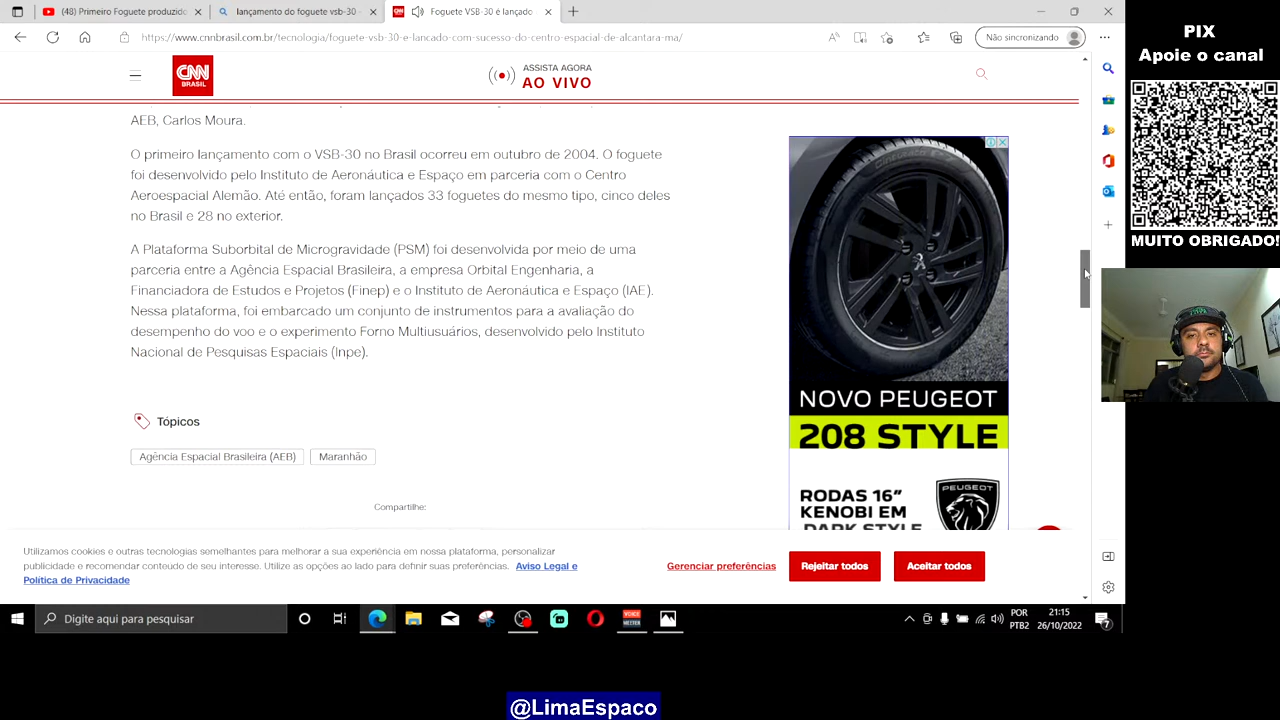 (48) Primeiro Foguete produzido
lançamento do foguete vsb-30 -
Foguete VSB-30 é lançado
https://www.cnnbrasil.com.br/tecnologia/foguete-vsb-30-e-lancado-com-sucesso-do-centro-espacial-de-alcantara-ma/
Não sincronizando
CNN
BRASIL
ASSISTA AGORA
AO VIVO
AEB, Carlos Moura.
O primeiro lançamento com o VSB-30 no Brasil ocorreu em outubro de 2004. O foguete
foi desenvolvido pelo Instituto de Aeronáutica e Espaço em parceria com o Centro
Aeroespacial Alemão. Até então, foram lançados 33 foguetes do mesmo tipo, cinco deles
no Brasil e 28 no exterior.
A Plataforma Suborbital de Microgravidade (PSM) foi desenvolvida por meio de uma
parceria entre a Agência Espacial Brasileira, a empresa Orbital Engenharia, a
Financiadora de Estudos e Projetos (Finep) e o Instituto de Aeronáutica e Espaço (IAE).
Nessa plataforma, foi embarcado um conjunto de instrumentos para a avaliação do
desempenho do voo e o experimento Forno Multiusuários, desenvolvido pelo Instituto
Nacional de Pesquisas Espaciais (Inpe).
Tópicos
Agência Espacial Brasileira (AEB)
Maranhão
Compartilhe:
NOVO PEUGEOT
208 STYLE
RODAS 16”
KENOBI EM
DARK STYLE
PEUGEOT
Utilizamos cookies e outras tecnologias semelhantes para melhorar a sua experiência em nossa plataforma, personalizar
publicidade e recomendar conteúdo de seu interesse. Utilize as opções ao lado para definir suas preferências. Aviso Legal e
Política de Privacidade
Gerenciar preferências
Rejeitar todos
Aceitar todos
Digite aqui para pesquisar
POR
PTB2
21:15
26/10/2022
7
PIX
Apoie o canal
MUITO OBRIGADO!
@LimaEspaco